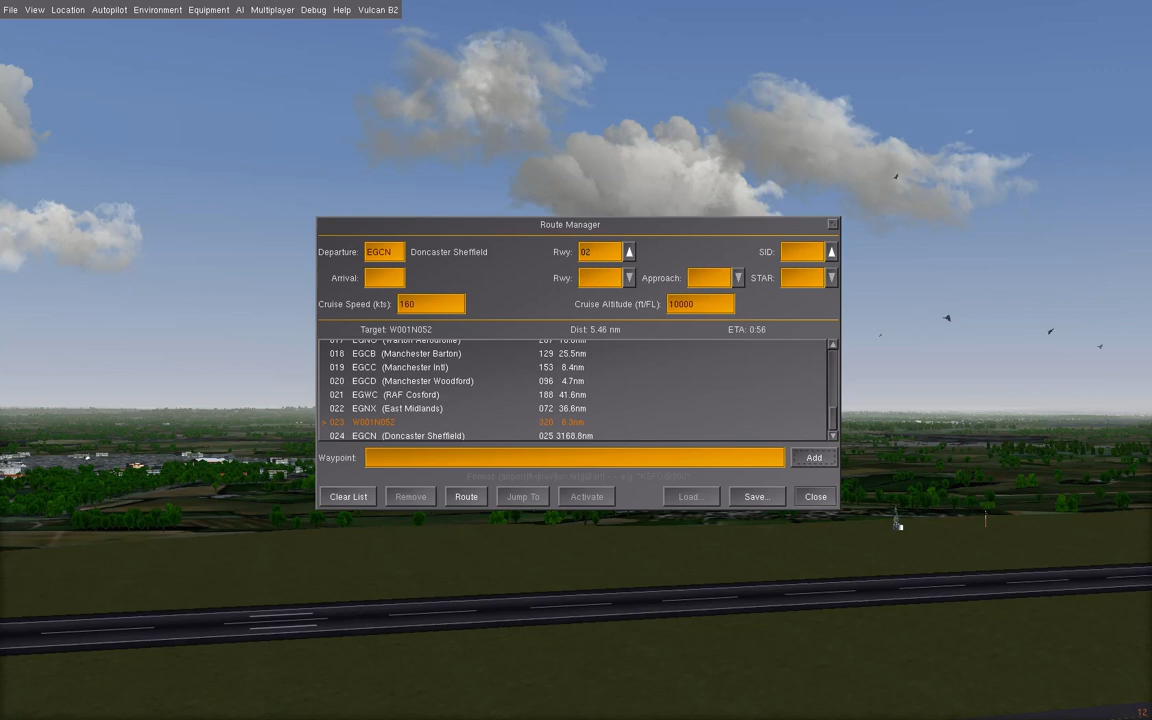 File View Location Autopilot Environment Equipment AI Multiplayer Debug Help Vulcan B2
Route Manager
Departure: EGCN Doncaster Sheffield Rwy: 02 SID:
Arrival: Rwy: Approach: STAR:
Cruise Speed (kts): 160 Cruise Altitude (ft/FL): 10000
Target: W001N052 Dist: 5.46 nm ETA: 0:56
018 EGCB (Manchester Barton) 129 25.5nm
019 EGCC (Manchester Intl) 153 8.4nm
020 EGCD (Manchester Woodford) 096 4.7nm
021 EGWC (RAF Cosford) 188 41.6nm
022 EGNX (East Midlands) 072 36.6nm
> 023 W001N052 320 6.3nm
024 EGCN (Doncaster Sheffield) 025 3168.8nm
Waypoint: Add
Clear List Remove Route Jump To Activate Load... Save... Close
12